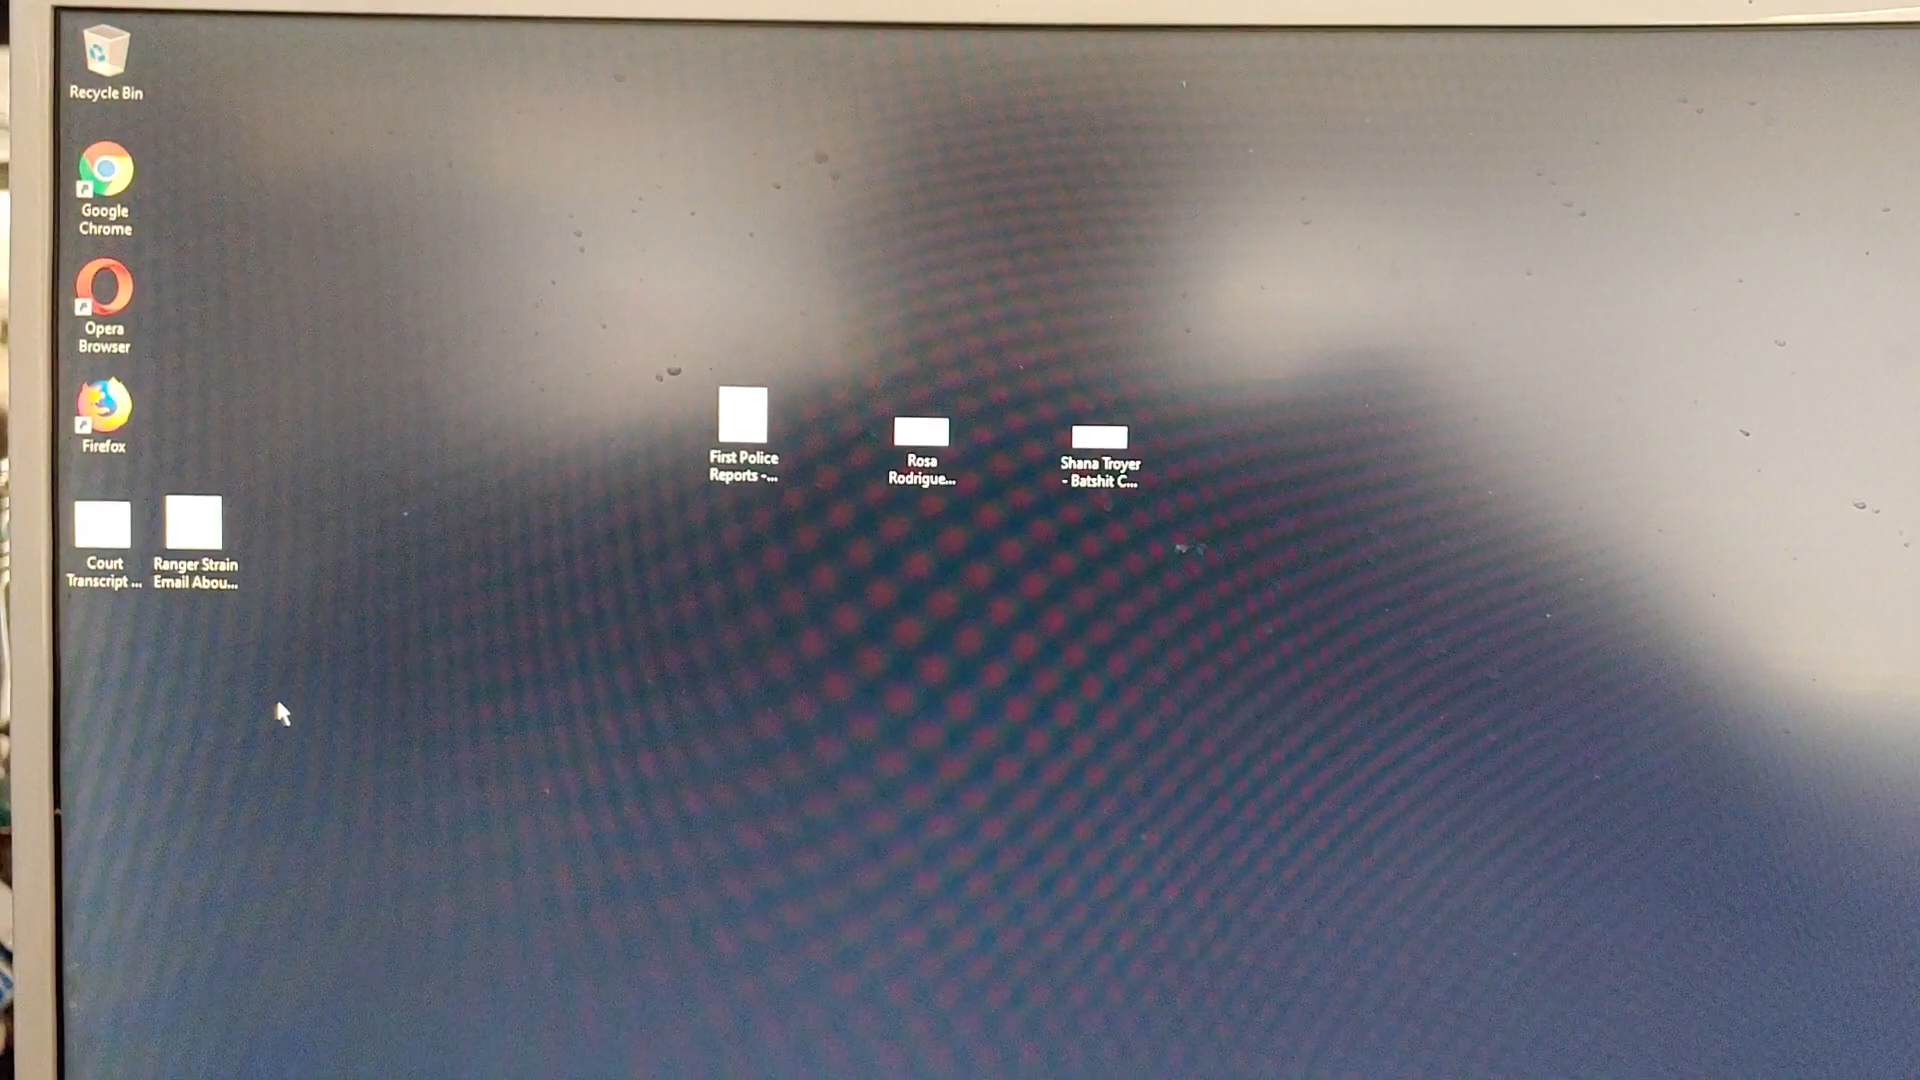 Recycle Bin
Google
Chrome
Opera
Browser
Firefox
Court
Transcript ...
Ranger Strain
Email Abou...
First Police
Reports -...
Rosa
Rodrigue...
Shana Troyer
- Batshit C...